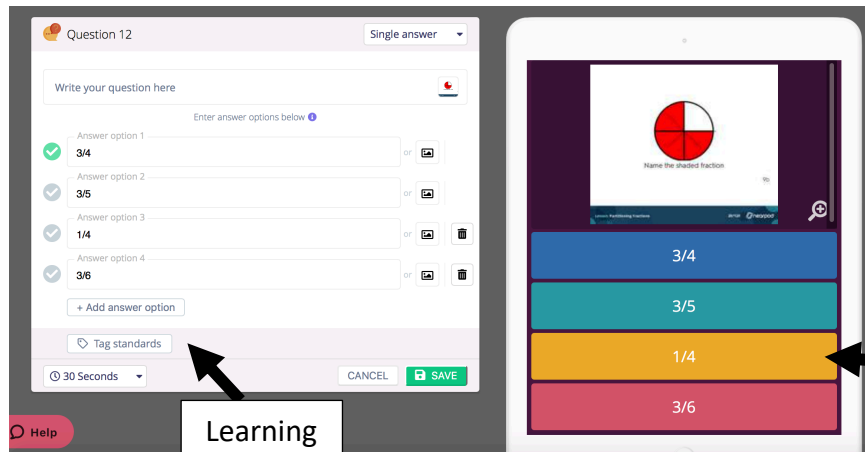 Question 12
Single answer
Write your question here
Enter answer options below
Answer option 1
3/4
or
Answer option 2
3/5
or
Answer option 3
1/4
or
Answer option 4
3/6
or
+ Add answer option
Tag standards
30 Seconds
CANCEL
SAVE
Help
Learning
Name the shaded fraction
Lesson: Partitioning Fractions
nearpod
3/4
3/5
1/4
3/6